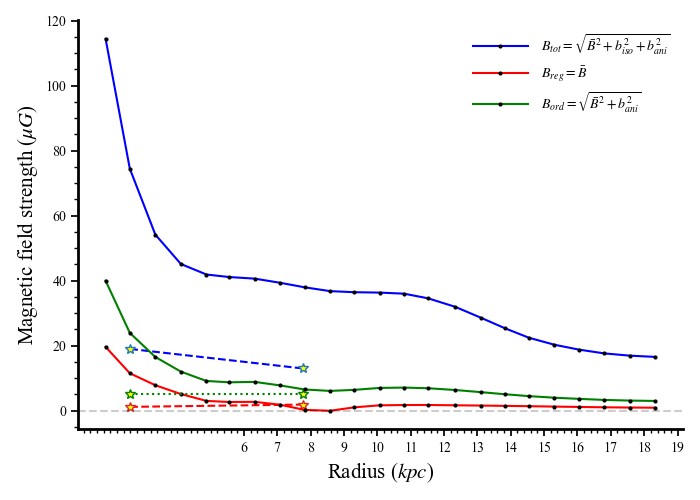 120
100
80
60
40
20
0
Magnetic field strength (μG)
B_tot = √(B̄² + b²_iso + b²_ani)
B_reg = B̄
B_ord = √(B̄² + b²_ani)
6 7 8 9 10 11 12 13 14 15 16 17 18 19
Radius (kpc)